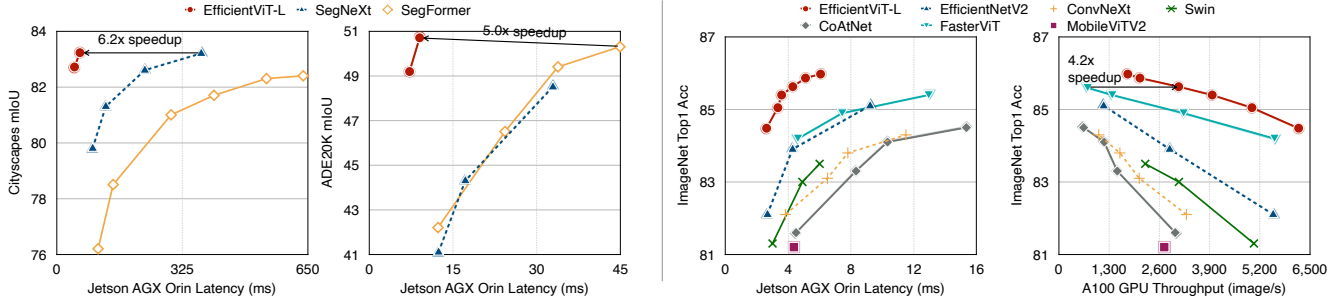 EfficientViT-L SegNeXt SegFormer
83
82
80
78
76
Cityscapes mIoU
6.2x speedup
0 325 650
Jetson AGX Orin Latency (ms)
51
49
47
45
43
41
ADE20K mIoU
5.0x speedup
0 15 30 45
Jetson AGX Orin Latency (ms)
EfficientViT-L EfficientNetV2 ConvNeXt Swin
CoAtNet FasterViT MobileViTV2
87
85
83
81
ImageNet Top1 Acc
0 4 8 12 16
Jetson AGX Orin Latency (ms)
87
85
83
81
ImageNet Top1 Acc
4.2x
speedup
0 1,300 2,600 3,900 5,200 6,500
A100 GPU Throughput (image/s)